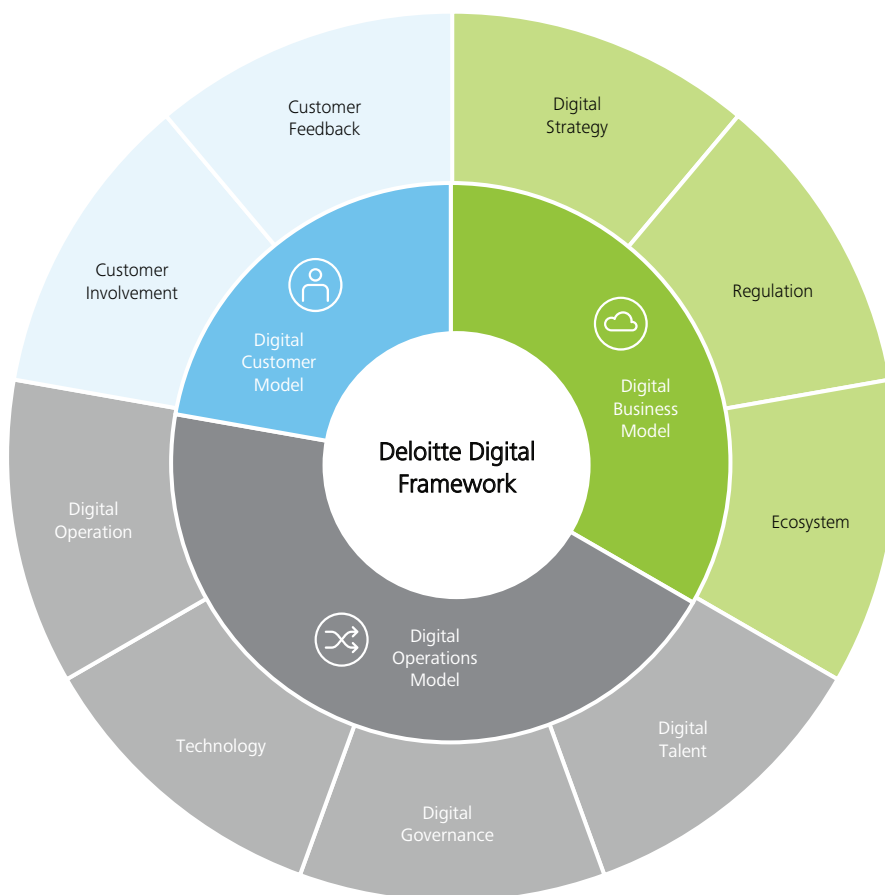 Customer
Feedback
Digital
Strategy
Customer
Involvement
Regulation
Digital
Customer
Model
Digital
Business
Model
Deloitte Digital
Framework
Digital
Operation
Ecosystem
Digital
Operations
Model
Technology
Digital
Talent
Digital
Governance